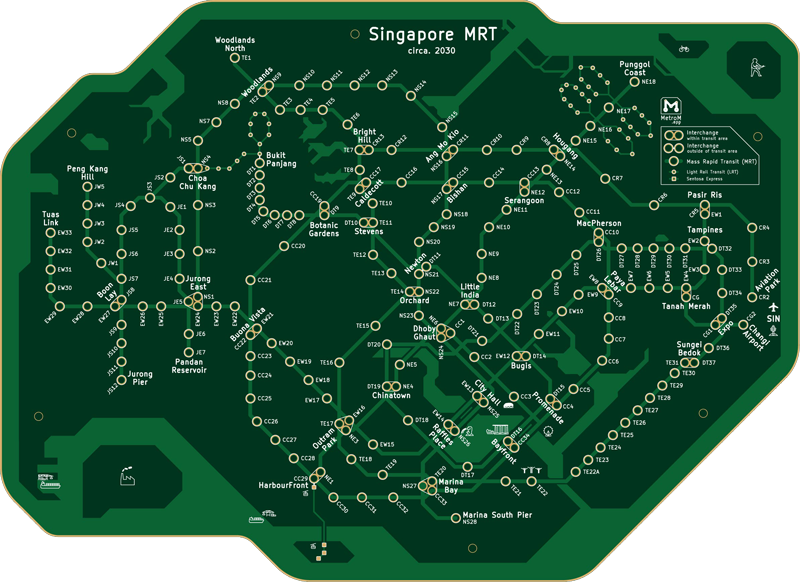 Singapore MRT
circa. 2030
Woodlands
North
TE1
Woodlands
TE2
NS9
NS10
NS11
NS12
NS13
NS14
NS15
NS8
NS7
NS5
TE3
TE4
TE5
TE6
Punggol
Coast
NE18
NE17
NE16
NE15
MetroM
.app
Interchange
within transit area
Interchange
outside of transit area
Mass Rapid Transit (MRT)
Light Rail Transit (LRT)
Sentosa Express
Bright
Hill
TE7
CR13
CR12
Ang Mo Kio
CR11
CR10
CR9
CR8
Hougang
NE14
CR7
CR6
Peng Kang
Hill
JW5
JW4
JW3
JW2
JW1
JS1
NS4
Choa
Chu Kang
JS2
JS3
JS4
Bukit
Panjang
DT1
DT2
DT3
DT4
DT5
DT6
DT7
DT8
DT9
TE8
CC17
TE9
Caldecott
CC16
NS17
CC15
Bishan
CC14
CC13
NE12
Serangoon
CC12
CC11
MacPherson
CC10
DT26
Pasir Ris
CR5
EW1
Tampines
EW2
DT32
CR4
CR3
CR2
Aviation
Park
SIN
Tuas
Link
EW33
EW32
EW31
EW30
EW29
EW28
EW27
Boon
Lay
JS8
JS5
JS6
JS7
JE1
JE2
JE3
JE4
JE5
Jurong
East
NS1
NS2
NS3
EW26
EW25
EW24
EW23
EW22
JE6
JE7
Pandan
Reservoir
JS9
JS10
JS11
JS12
Jurong
Pier
CC19
Botanic
Gardens
TE10
DT10
TE11
Stevens
TE12
TE13
CC20
CC21
NS18
NS19
NS20
NS21
Newton
DT11
TE14
NS22
Orchard
NS23
NE11
NE10
NE9
NE8
Little
India
NE7
DT12
DT13
DT21
DT22
DT23
DT24
DT25
DT27
DT28
DT29
DT30
DT31
EW7
EW6
EW5
EW4
Paya
Lebar
EW8
CC9
EW9
EW10
EW11
Tanah Merah
CG
EW3
DT33
DT34
DT35
CG1
Expo
CG2
Changi
Airport
DT36
Sungei
Bedok
TE31
DT37
TE30
TE29
TE28
TE27
TE26
TE25
TE24
TE23
TE22A
TE22
TE21
CC8
CC7
CC6
CC5
Buona Vista
EW21
CC22
EW20
EW19
EW18
EW17
CC23
CC24
CC25
CC26
CC27
CC28
CC29
NE1
HarbourFront
TE15
TE16
DT20
DT19
NE4
Chinatown
NE5
NE6
CC1
NS24
Dhoby
Ghaut
CC2
EW12
DT14
Bugis
CC3
DT15
CC4
Promenade
City Hall
EW13
NS25
EW14
NS26
Raffles
Place
DT18
DT17
DT16
CC34
Bayfront
EW16
TE17
NE3
Outram
Park
EW15
TE18
TE19
TE20
NS27
CC33
Marina
Bay
CC30
CC31
CC32
Marina South Pier
NS28